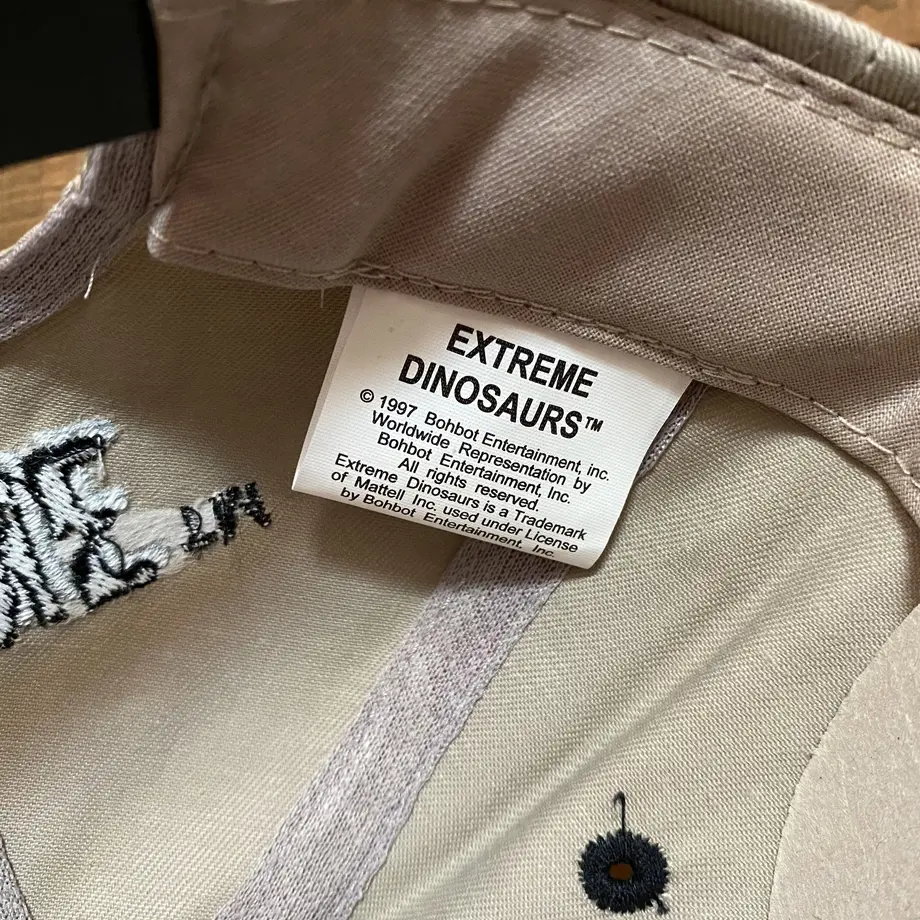 EXTREME
DINOSAURS™
© 1997 Bohbot Entertainment, inc.
Worldwide Representation by
Bohbot Entertainment, Inc.
All rights reserved.
Extreme Dinosaurs is a Trademark
of Mattell Inc. used under License
by Bohbot Entertainment. Inc.